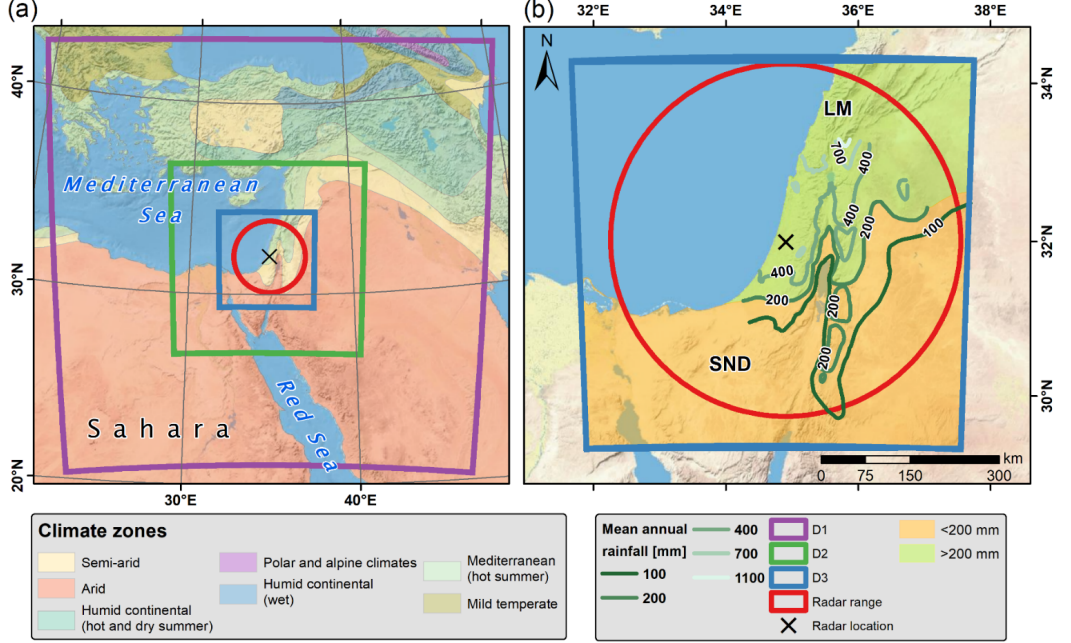 (a)
40°N
30°N
20°N
30°E
40°E
Mediterranean
Sea
Red Sea
Sahara
(b)
32°E
34°E
36°E
38°E
N
34°N
32°N
30°N
LM
700
400
400
200
100
400
200
200
200
SND
km
0
75
150
300
Climate zones
Semi-arid
Arid
Humid continental
(hot and dry summer)
Polar and alpine climates
Humid continental
(wet)
Mediterranean
(hot summer)
Mild temperate
Mean annual
rainfall [mm]
100
200
400
700
1100
D1
D2
D3
Radar range
Radar location
<200 mm
>200 mm